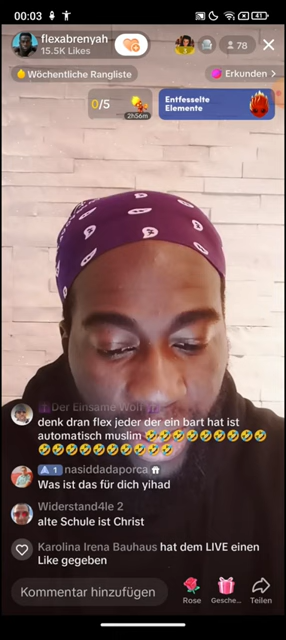 00:03
41
flexabrenyah
15.5K Likes
78
Wöchentliche Rangliste
Erkunden >
0/5
2h56m
Entfesselte
Elemente
Der Einsame Wolf
denk dran flex jeder der ein bart hat ist
automatisch muslim 🤣🤣🤣🤣🤣🤣🤣🤣🤣
🤣🤣🤣🤣🤣🤣🤣🤣🤣🤣
1 nasiddadaporca
Was ist das für dich yihad
Widerstand4le 2
alte Schule ist Christ
Karolina Irena Bauhaus hat dem LIVE einen
Like gegeben
Kommentar hinzufügen
Rose
Gesche...
Teilen